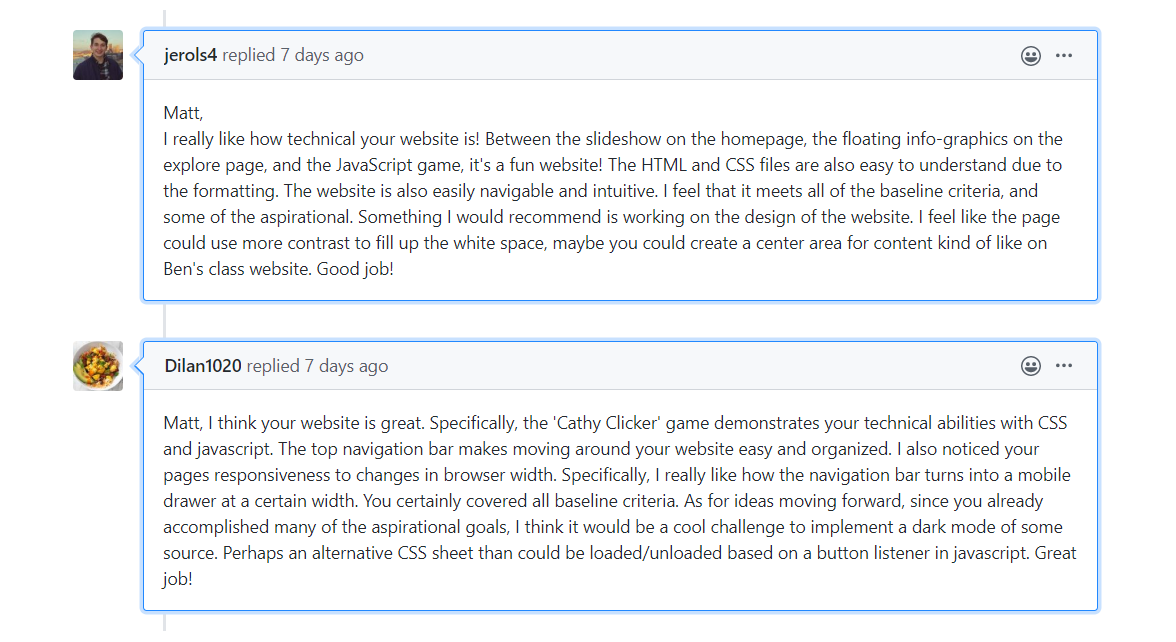 jerols4 replied 7 days ago
Matt,
I really like how technical your website is! Between the slideshow on the homepage, the floating info-graphics on the
explore page, and the JavaScript game, it's a fun website! The HTML and CSS files are also easy to understand due to
the formatting. The website is also easily navigable and intuitive. I feel that it meets all of the baseline criteria, and
some of the aspirational. Something I would recommend is working on the design of the website. I feel like the page
could use more contrast to fill up the white space, maybe you could create a center area for content kind of like on
Ben's class website. Good job!
Dilan1020 replied 7 days ago
Matt, I think your website is great. Specifically, the 'Cathy Clicker' game demonstrates your technical abilities with CSS
and javascript. The top navigation bar makes moving around your website easy and organized. I also noticed your
pages responsiveness to changes in browser width. Specifically, I really like how the navigation bar turns into a mobile
drawer at a certain width. You certainly covered all baseline criteria. As for ideas moving forward, since you already
accomplished many of the aspirational goals, I think it would be a cool challenge to implement a dark mode of some
source. Perhaps an alternative CSS sheet than could be loaded/unloaded based on a button listener in javascript. Great
job!